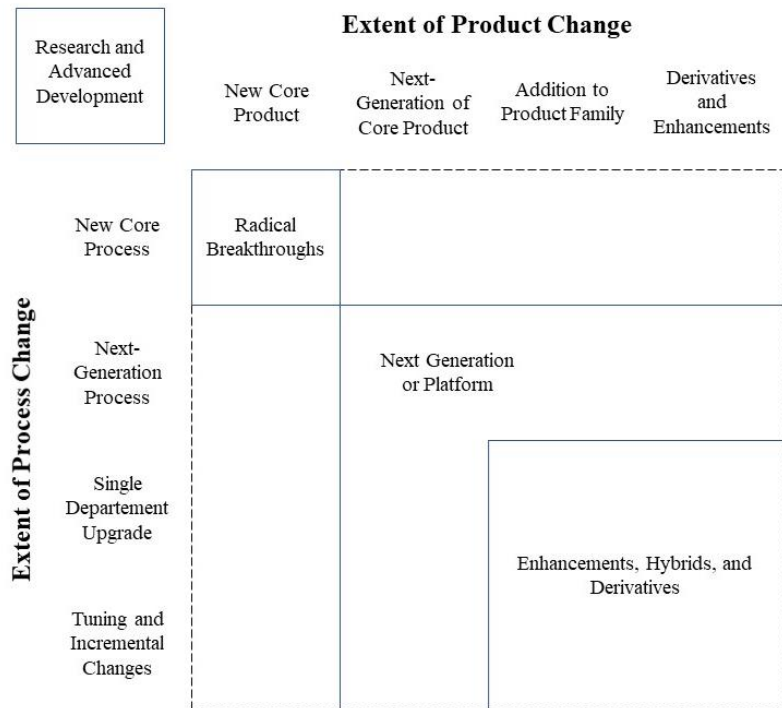 Extent of Product Change
Research and
Advanced
Development
New Core
Product
Next-
Generation of
Core Product
Addition to
Product Family
Derivatives
and
Enhancements
Extent of Process Change
New Core
Process
Radical
Breakthroughs
Next-
Generation
Process
Next Generation
or Platform
Single
Departement
Upgrade
Enhancements, Hybrids, and
Derivatives
Tuning and
Incremental
Changes